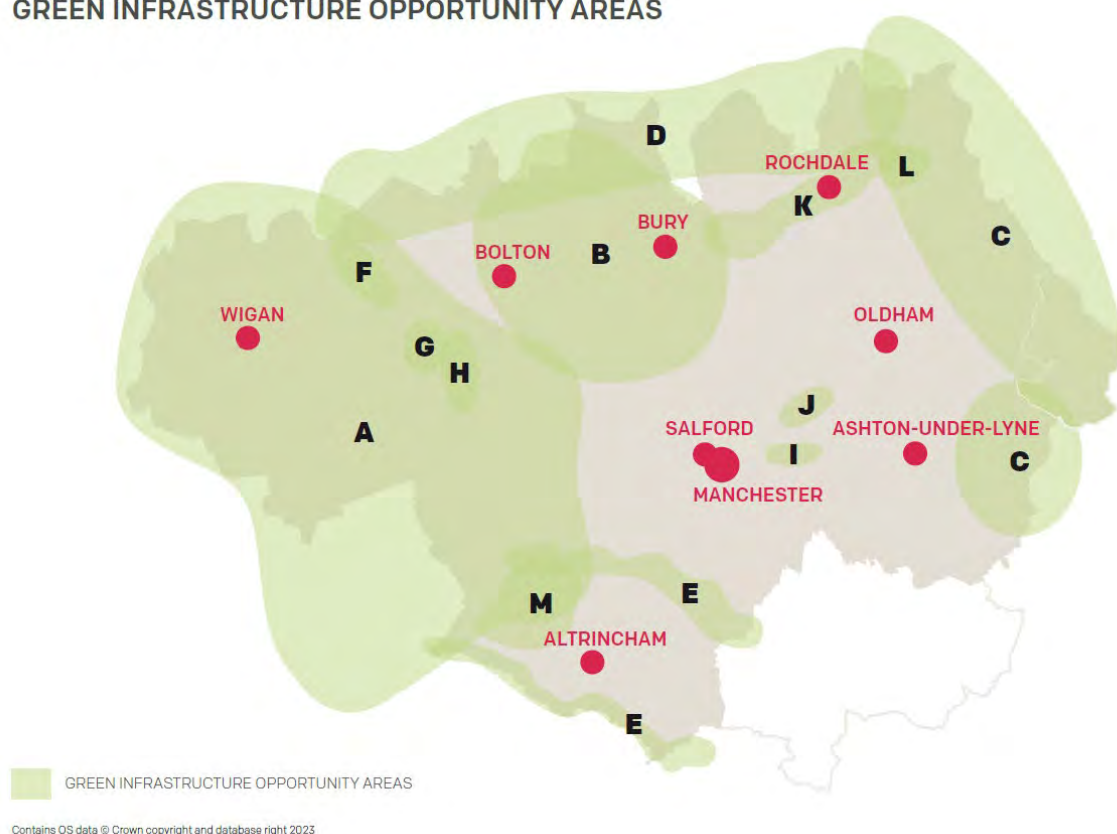 GREEN INFRASTRUCTURE OPPORTUNITY AREAS
D
ROCHDALE
L
K
BURY
C
BOLTON
B
F
WIGAN
OLDHAM
G
H
J
A
SALFORD
ASHTON-UNDER-LYNE
I
C
MANCHESTER
E
M
ALTRINCHAM
E
GREEN INFRASTRUCTURE OPPORTUNITY AREAS
Contains OS data © Crown copyright and database right 2023